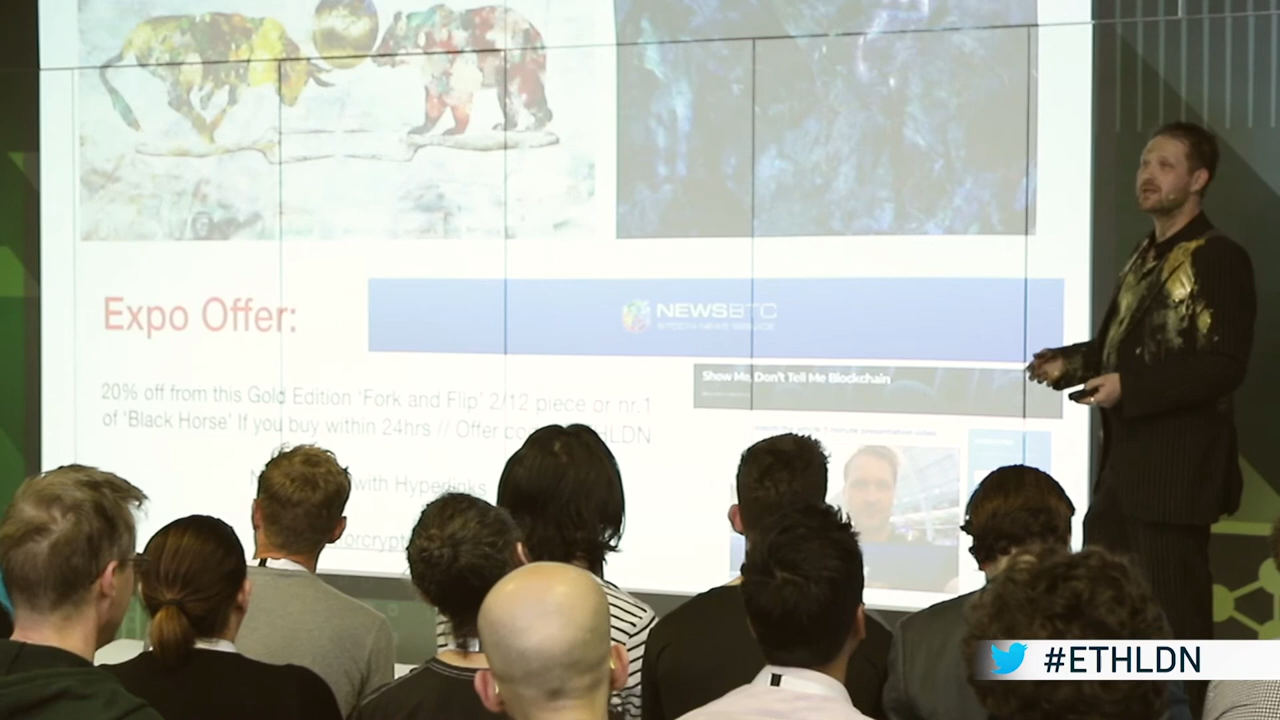 Expo Offer:
NEWSBTC
20% off from this Gold Edition 'Fork and Flip' 2/12 piece or nr.1
of 'Black Horse' If you buy within 24hrs // Offer HLDN
Show Me, Don't Tell Me Blockchain
with Hyperlinks
#ETHLDN